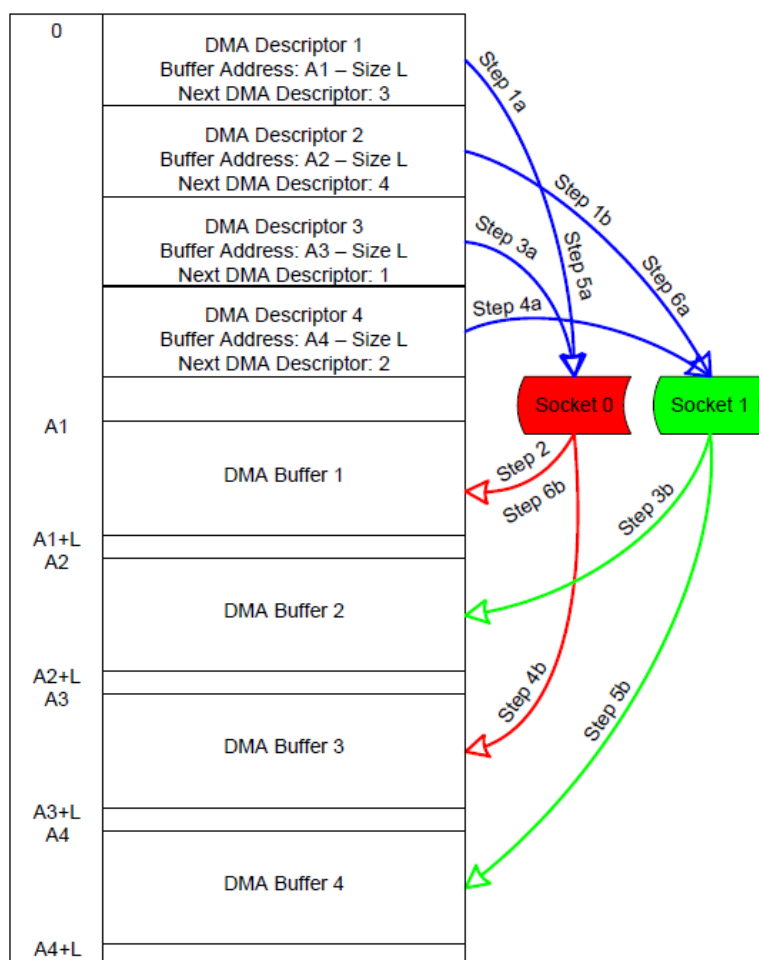 0
DMA Descriptor 1
Buffer Address: A1 – Size L
Next DMA Descriptor: 3
DMA Descriptor 2
Buffer Address: A2 – Size L
Next DMA Descriptor: 4
DMA Descriptor 3
Buffer Address: A3 – Size L
Next DMA Descriptor: 1
DMA Descriptor 4
Buffer Address: A4 – Size L
Next DMA Descriptor: 2
Step 1a
Step 1b
Step 3a
Step 5a
Step 6a
Step 4a
Socket 0
Socket 1
A1
DMA Buffer 1
A1+L
A2
DMA Buffer 2
A2+L
A3
DMA Buffer 3
A3+L
A4
DMA Buffer 4
A4+L
Step 2
Step 6b
Step 3b
Step 4b
Step 5b